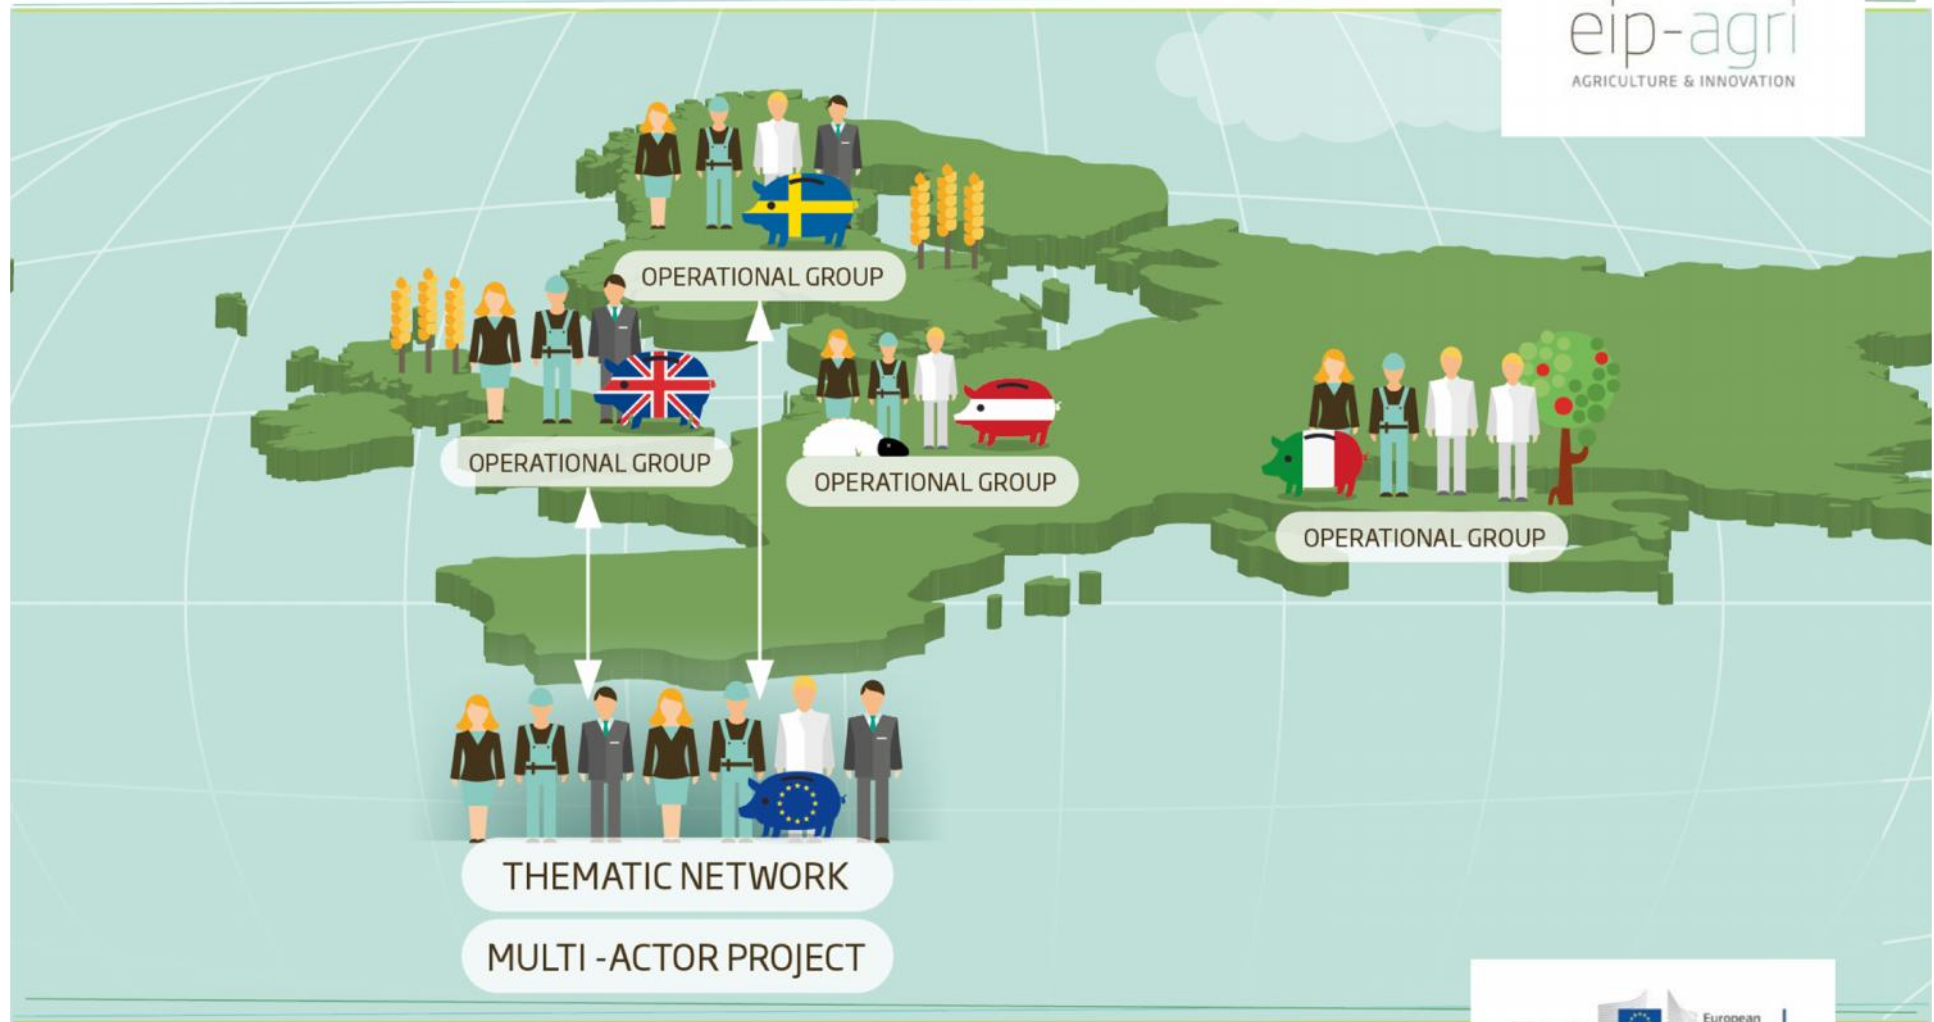 eip-agri
AGRICULTURE & INNOVATION
OPERATIONAL GROUP
OPERATIONAL GROUP
OPERATIONAL GROUP
OPERATIONAL GROUP
THEMATIC NETWORK
MULTI -ACTOR PROJECT
European